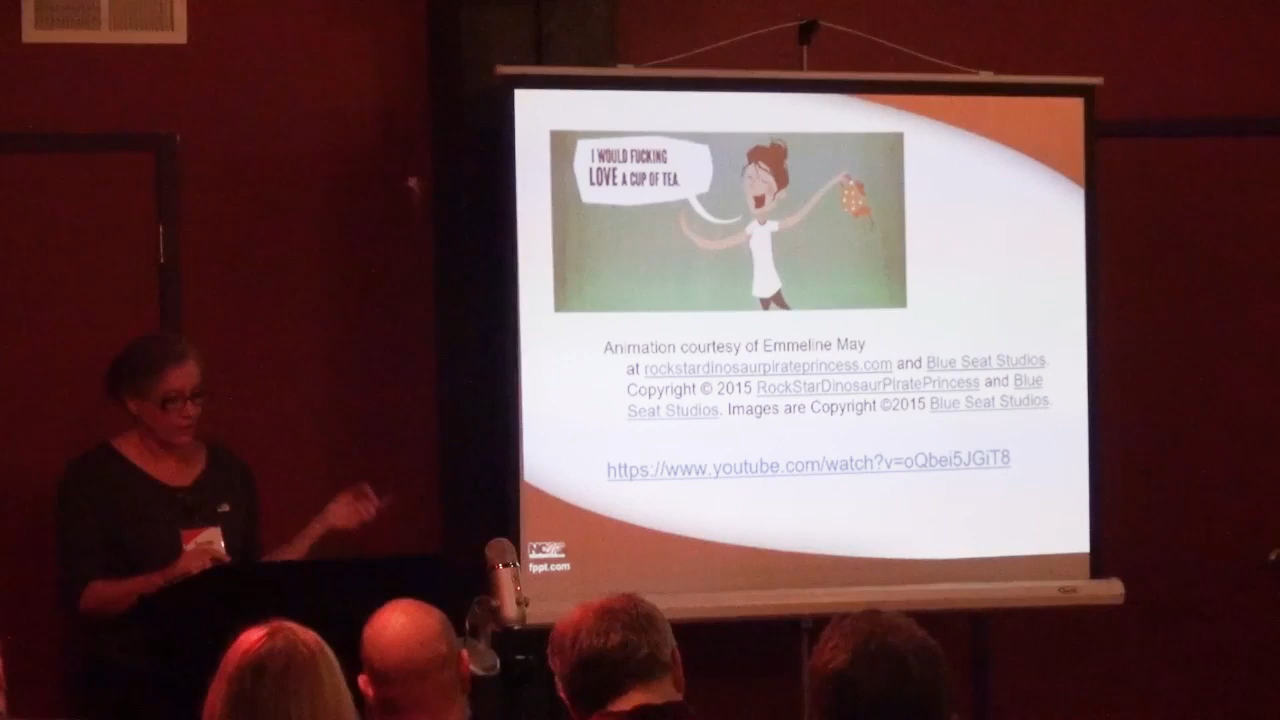 I WOULD FUCKING
LOVE A CUP OF TEA.
Animation courtesy of Emmeline May
at rockstardinosaurpirateprincess.com and Blue Seat Studios.
Copyright © 2015 RockStarDinosaurPiratePrincess and Blue
Seat Studios. Images are Copyright ©2015 Blue Seat Studios.
https://www.youtube.com/watch?v=oQbei5JGiT8
fppt.com